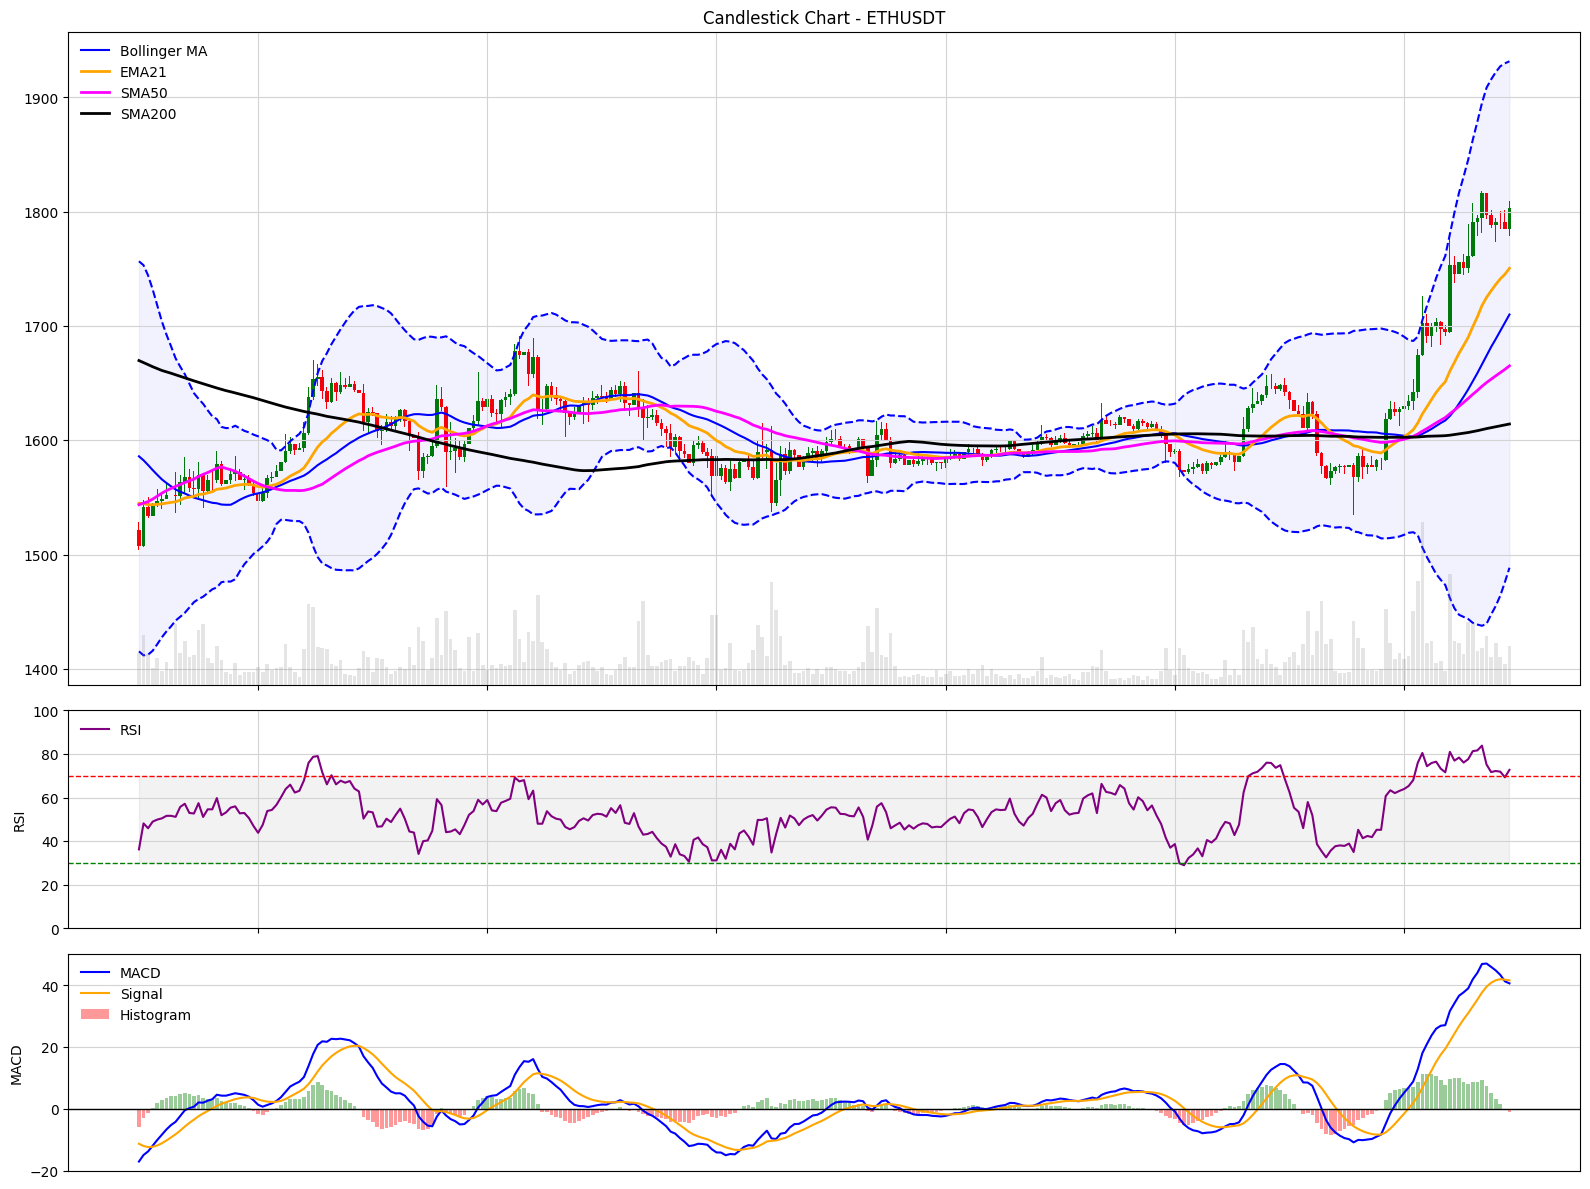 Candlestick Chart - ETHUSDT
Bollinger MA
EMA21
SMA50
SMA200
1900
1800
1700
1600
1500
1400
RSI
100
80
60
40
20
0
RSI
MACD
Signal
Histogram
40
20
0
−20
MACD